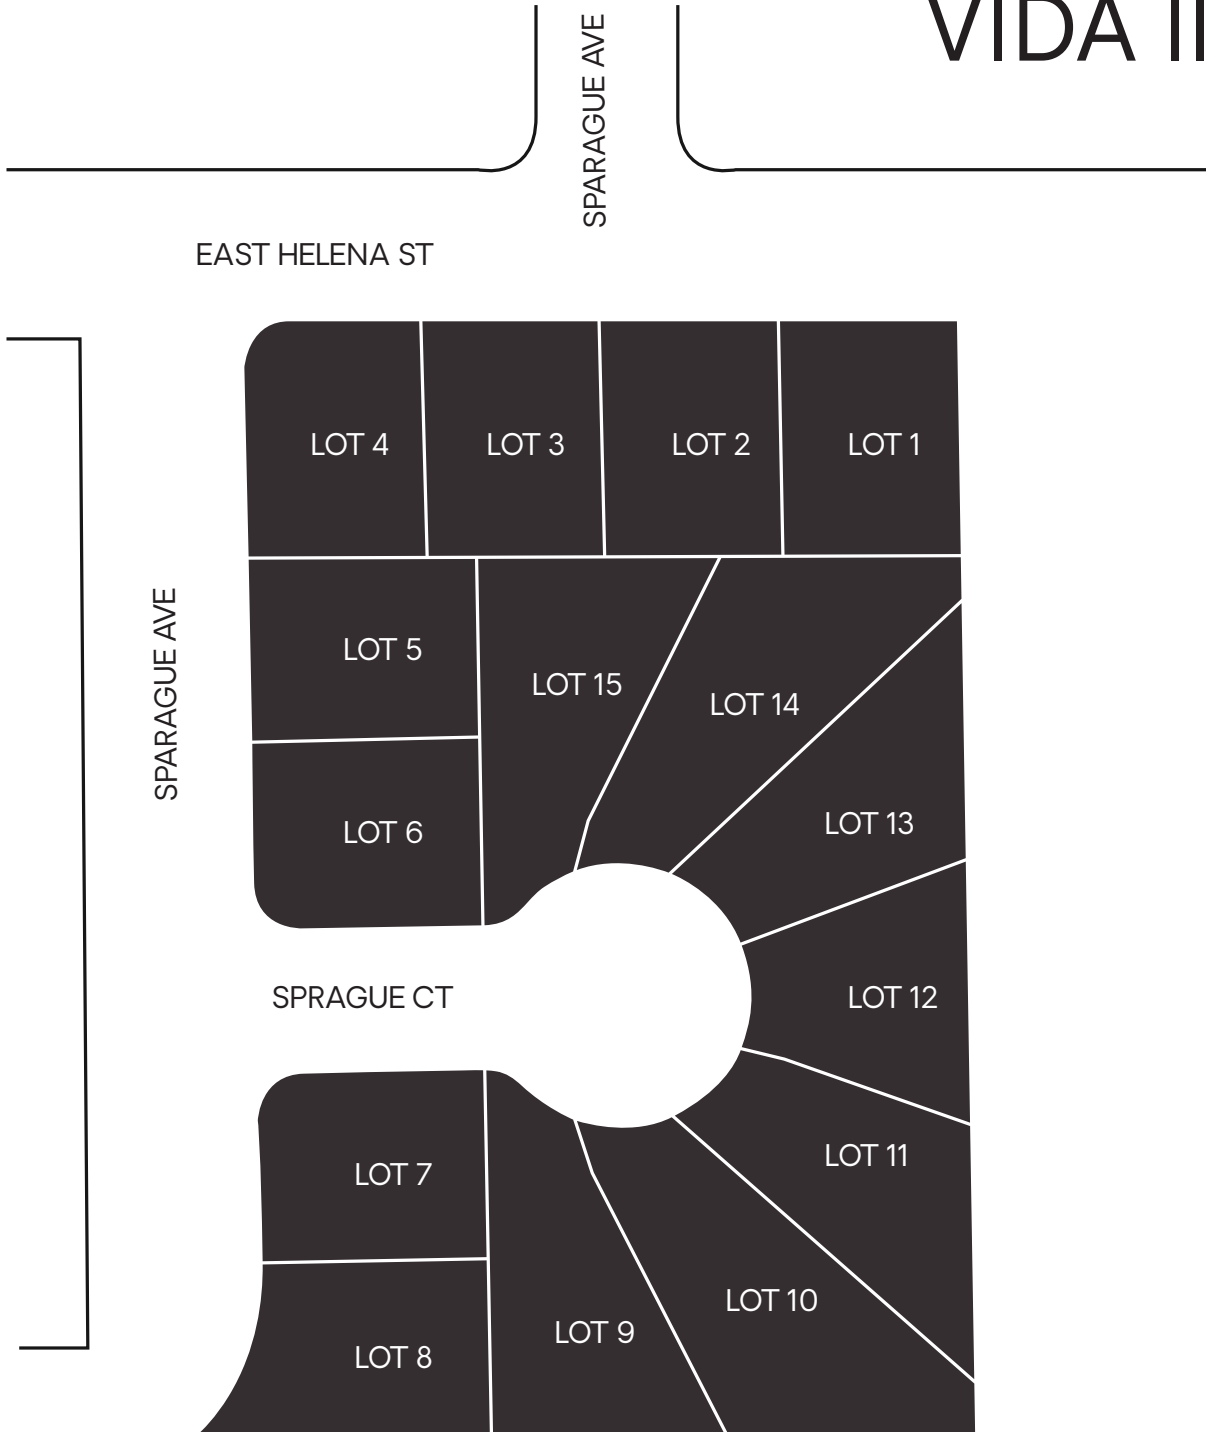 VIDA II
SPARAGUE AVE
EAST HELENA ST
LOT 4
LOT 3
LOT 2
LOT 1
SPARAGUE AVE
LOT 5
LOT 15
LOT 14
LOT 6
LOT 13
SPRAGUE CT
LOT 12
LOT 11
LOT 7
LOT 10
LOT 9
LOT 8